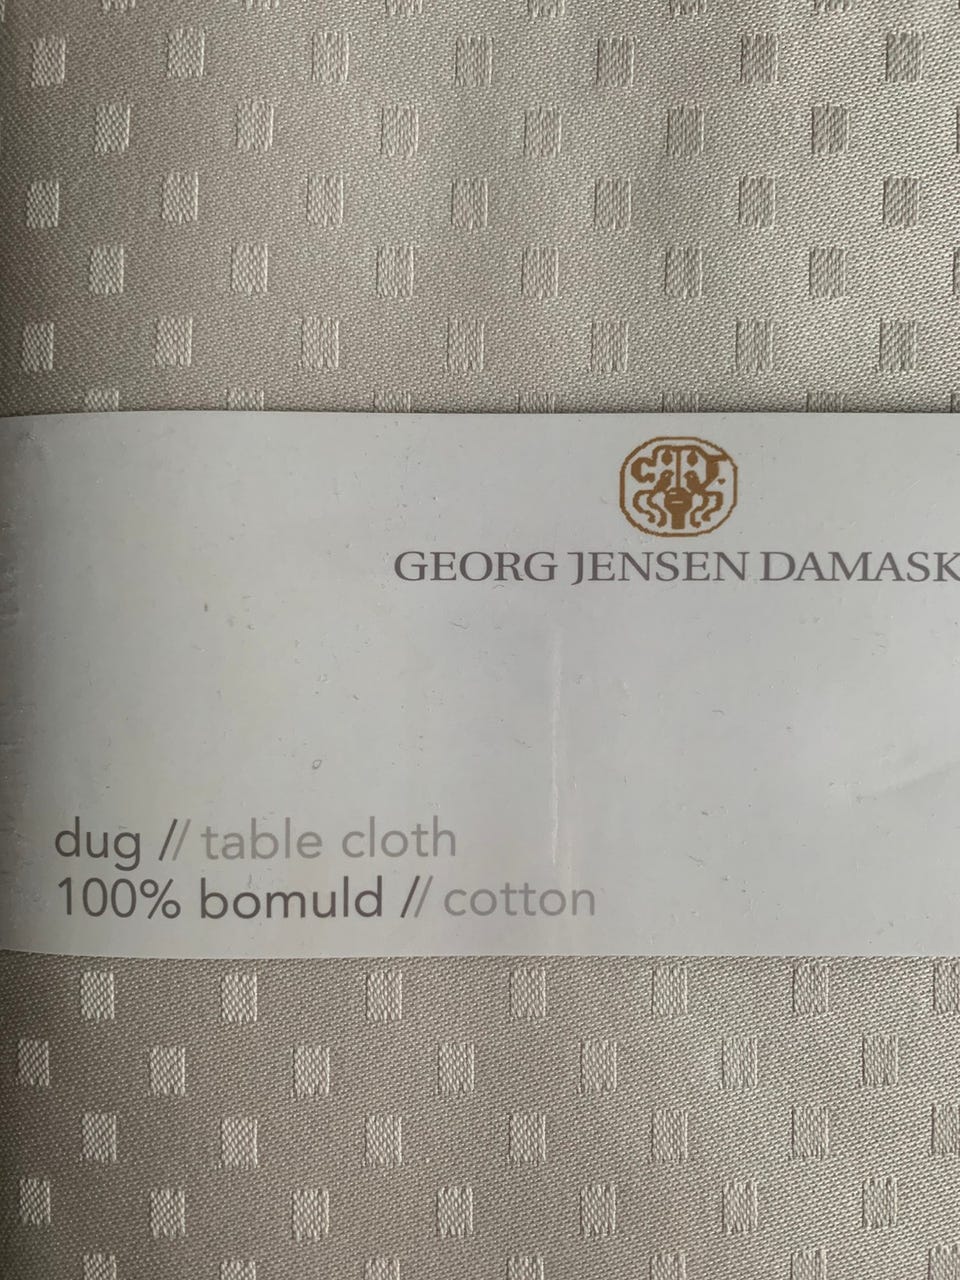 GEORG JENSEN DAMASK
dug // table cloth
100% bomuld // cotton